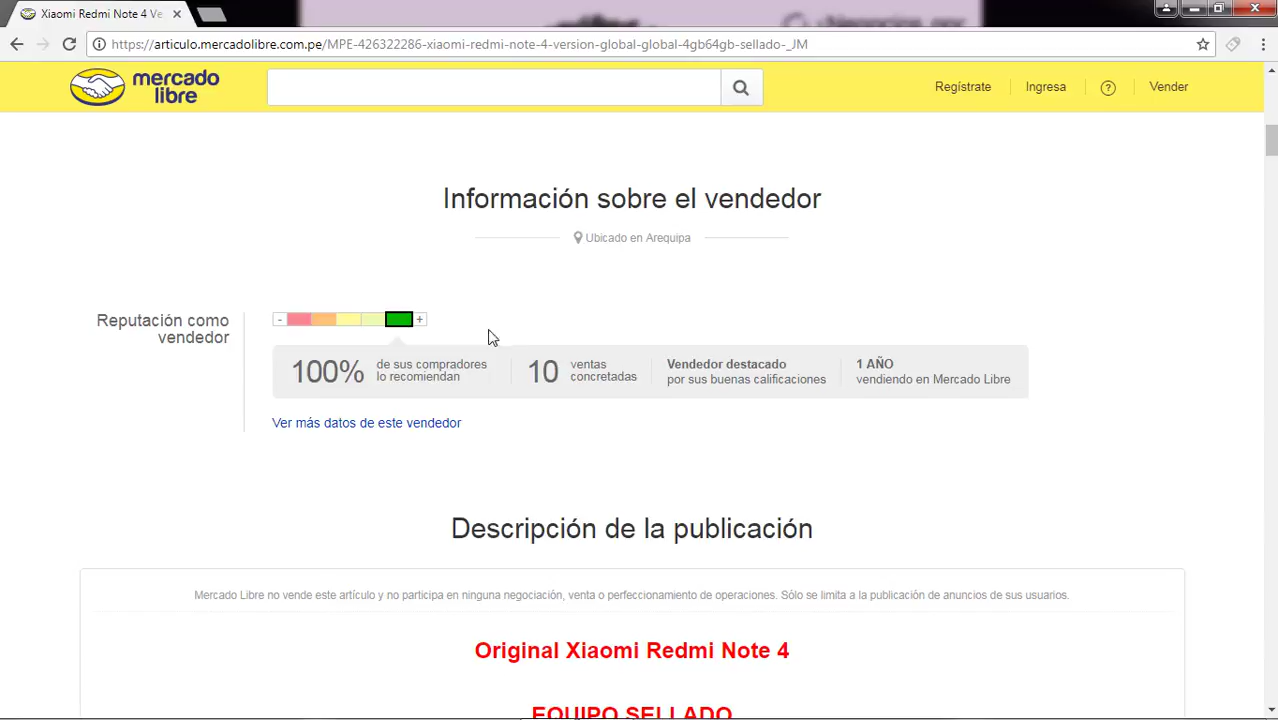 Xiaomi Redmi Note 4 Ve
https://articulo.mercadolibre.com.pe/MPE-426322286-xiaomi-redmi-note-4-version-global-global-4gb64gb-sellado-_JM
mercado
libre
Regístrate
Ingresa
?
Vender
Información sobre el vendedor
Ubicado en Arequipa
Reputación como
vendedor
- +
100%
de sus compradores
lo recomiendan
10
ventas
concretadas
Vendedor destacado
por sus buenas calificaciones
1 AÑO
vendiendo en Mercado Libre
Ver más datos de este vendedor
Descripción de la publicación
Mercado Libre no vende este artículo y no participa en ninguna negociación, venta o perfeccionamiento de operaciones. Sólo se limita a la publicación de anuncios de sus usuarios.
Original Xiaomi Redmi Note 4
EQUIPO SELLADO